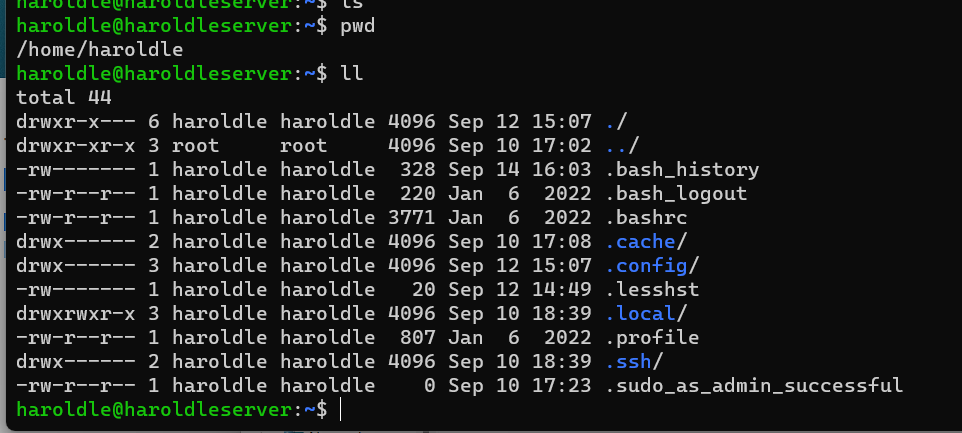 haroldle@haroldleserver:~$ ls
haroldle@haroldleserver:~$ pwd
/home/haroldle
haroldle@haroldleserver:~$ ll
total 44
drwxr-x--- 6 haroldle haroldle 4096 Sep 12 15:07 ./
drwxr-xr-x 3 root     root     4096 Sep 10 17:02 ../
-rw------- 1 haroldle haroldle  328 Sep 14 16:03 .bash_history
-rw-r--r-- 1 haroldle haroldle  220 Jan  6  2022 .bash_logout
-rw-r--r-- 1 haroldle haroldle 3771 Jan  6  2022 .bashrc
drwx------ 2 haroldle haroldle 4096 Sep 10 17:08 .cache/
drwx------ 3 haroldle haroldle 4096 Sep 12 15:07 .config/
-rw------- 1 haroldle haroldle   20 Sep 12 14:49 .lesshst
drwxrwxr-x 3 haroldle haroldle 4096 Sep 10 18:39 .local/
-rw-r--r-- 1 haroldle haroldle  807 Jan  6  2022 .profile
drwx------ 2 haroldle haroldle 4096 Sep 10 18:39 .ssh/
-rw-r--r-- 1 haroldle haroldle    0 Sep 10 17:23 .sudo_as_admin_successful
haroldle@haroldleserver:~$